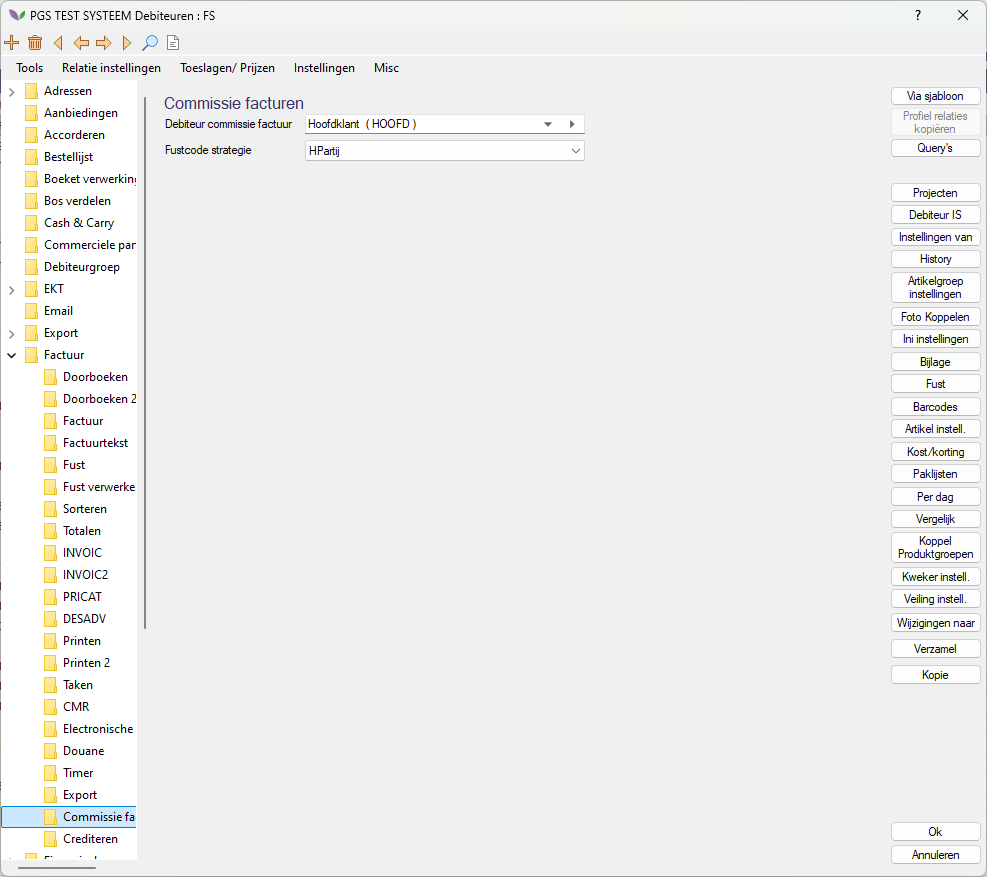 PGS TEST SYSTEEM Debiteuren : FS
?
Tools Relatie instellingen Toeslagen/ Prijzen Instellingen Misc
Adressen
Aanbiedingen
Accorderen
Bestellijst
Boeket verwerking
Bos verdelen
Cash & Carry
Commerciele par
Debiteurgroep
EKT
Email
Export
Factuur
Doorboeken
Doorboeken 2
Factuur
Factuurtekst
Fust
Fust verwerke
Sorteren
Totalen
INVOIC
INVOIC2
PRICAT
DESADV
Printen
Printen 2
Taken
CMR
Electronische
Douane
Timer
Export
Commissie fa
Crediteren
Commissie facturen
Debiteur commissie factuur Hoofdklant ( HOOFD )
Fustcode strategie HPartij
Via sjabloon
Profiel relaties
kopiëren
Query's
Projecten
Debiteur IS
Instellingen van
History
Artikelgroep
instellingen
Foto Koppelen
Ini instellingen
Bijlage
Fust
Barcodes
Artikel instell.
Kost/korting
Paklijsten
Per dag
Vergelijk
Koppel
Produktgroepen
Kweker instell.
Veiling instell.
Wijzigingen naar
Verzamel
Kopie
Ok
Annuleren